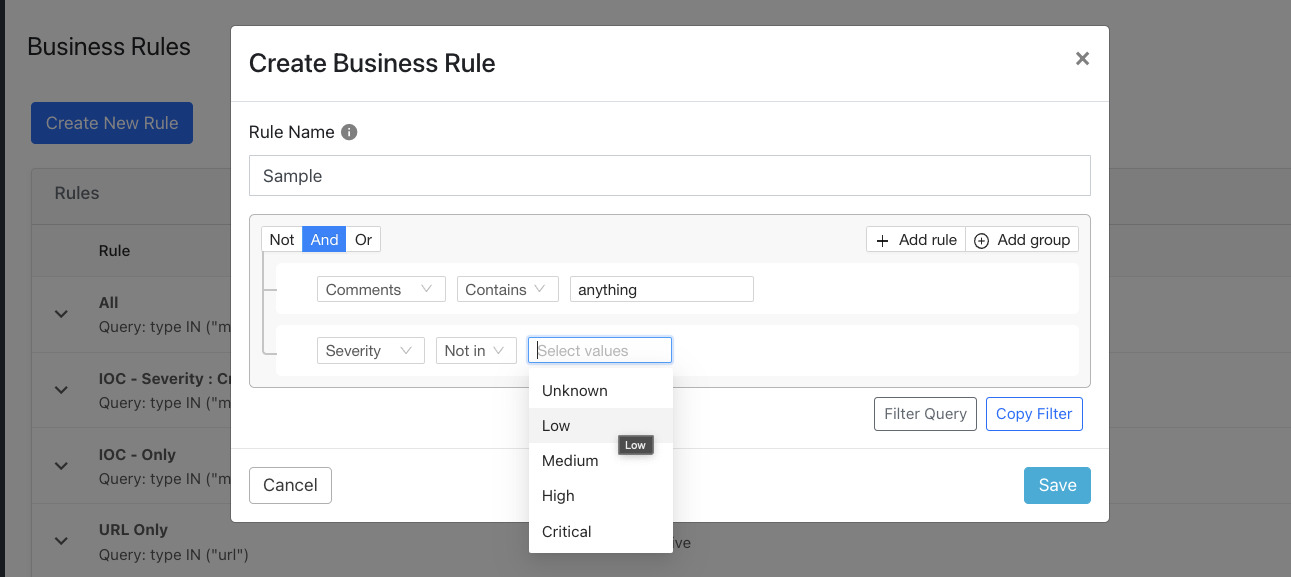 Business Rules
Create New Rule
Rules
Rule
All
Query: type IN ("m
IOC - Severity : Cr
Query: type IN ("m
IOC - Only
Query: type IN ("m
URL Only
Query: type IN ("url")
ive
Create Business Rule
×
Rule Name
Sample
Not And Or + Add rule Add group
Comments Contains anything
Severity Not in Select values
Unknown
Low
Low
Medium
High
Critical
Filter Query Copy Filter
Cancel Save